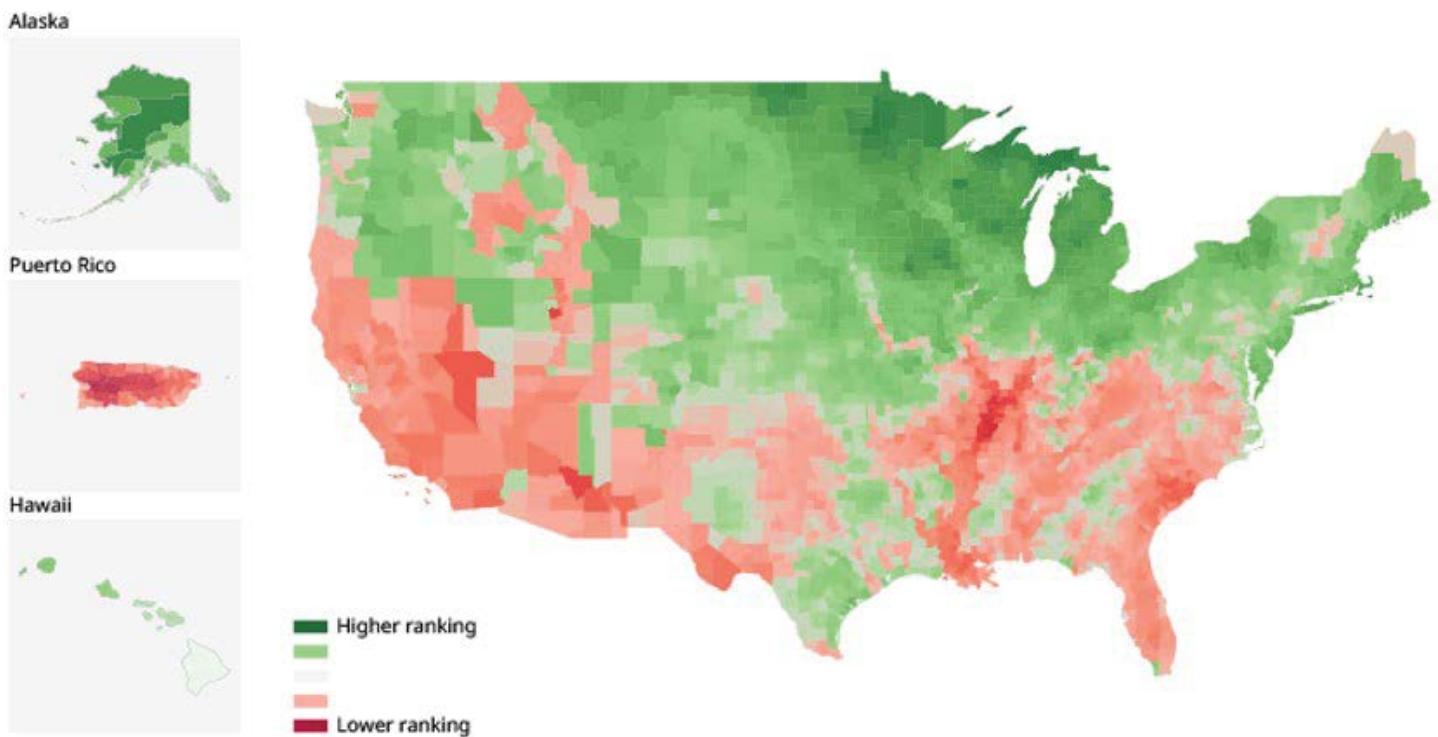 Alaska
Puerto Rico
Hawaii
Higher ranking
Lower ranking